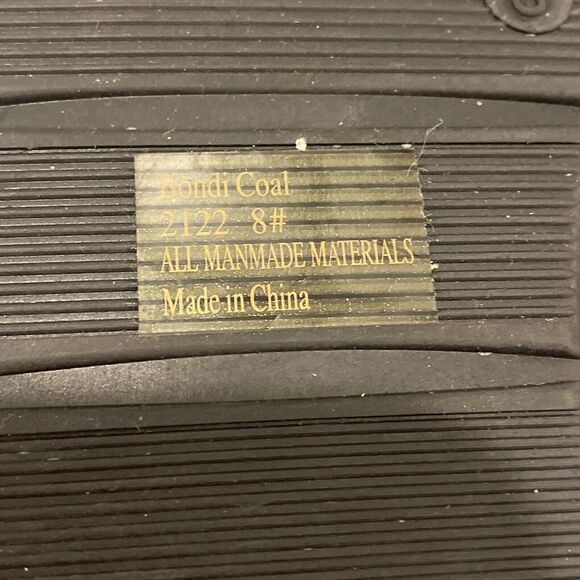 Bondi Coal
2122 8#
ALL MANMADE MATERIALS
Made in China